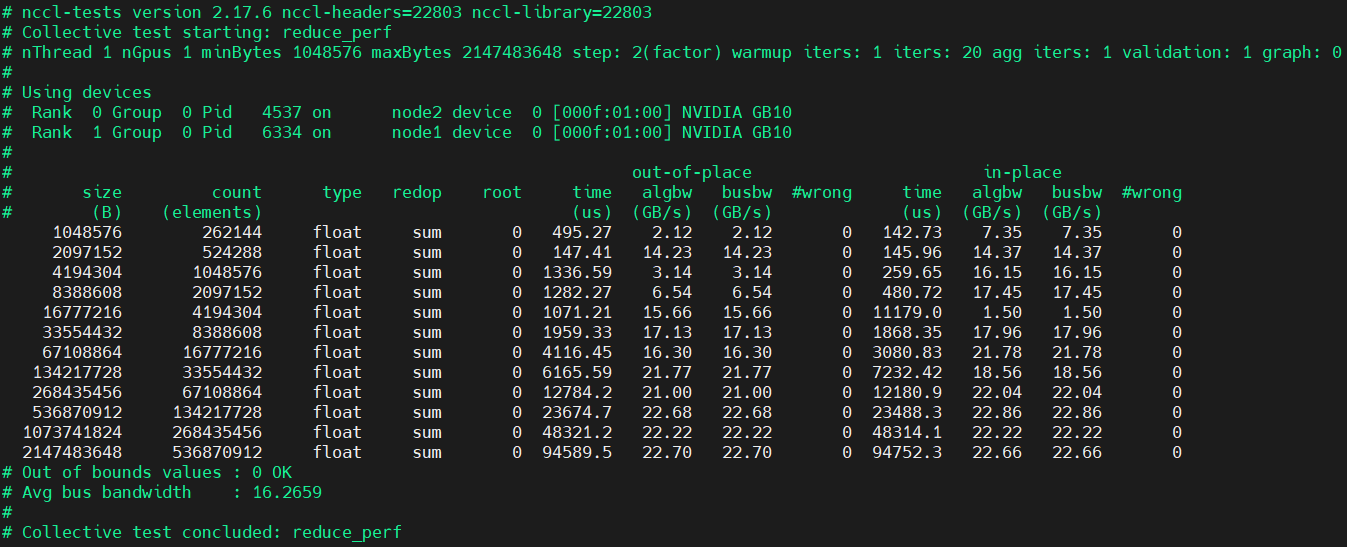 # nccl-tests version 2.17.6 nccl-headers=22803 nccl-library=22803
# Collective test starting: reduce_perf
# nThread 1 nGpus 1 minBytes 1048576 maxBytes 2147483648 step: 2(factor) warmup iters: 1 iters: 20 agg iters: 1 validation: 1 graph: 0
#
# Using devices
#  Rank  0 Group  0 Pid   4537 on      node2 device  0 [000f:01:00] NVIDIA GB10
#  Rank  1 Group  0 Pid   6334 on      node1 device  0 [000f:01:00] NVIDIA GB10
#
#                                                              out-of-place                       in-place
#       size         count      type   redop    root     time   algbw   busbw  #wrong     time   algbw   busbw  #wrong
#        (B)    (elements)                               (us)  (GB/s)  (GB/s)             (us)  (GB/s)  (GB/s)
     1048576        262144     float     sum       0   495.27    2.12    2.12       0   142.73    7.35    7.35       0
     2097152        524288     float     sum       0   147.41   14.23   14.23       0   145.96   14.37   14.37       0
     4194304       1048576     float     sum       0  1336.59    3.14    3.14       0   259.65   16.15   16.15       0
     8388608       2097152     float     sum       0  1282.27    6.54    6.54       0   480.72   17.45   17.45       0
    16777216       4194304     float     sum       0  1071.21   15.66   15.66       0  11179.0    1.50    1.50       0
    33554432       8388608     float     sum       0  1959.33   17.13   17.13       0  1868.35   17.96   17.96       0
    67108864      16777216     float     sum       0  4116.45   16.30   16.30       0  3080.83   21.78   21.78       0
   134217728      33554432     float     sum       0  6165.59   21.77   21.77       0  7232.42   18.56   18.56       0
   268435456      67108864     float     sum       0  12784.2   21.00   21.00       0  12180.9   22.04   22.04       0
   536870912     134217728     float     sum       0  23674.7   22.68   22.68       0  23488.3   22.86   22.86       0
  1073741824     268435456     float     sum       0  48321.2   22.22   22.22       0  48314.1   22.22   22.22       0
  2147483648     536870912     float     sum       0  94589.5   22.70   22.70       0  94752.3   22.66   22.66       0
# Out of bounds values : 0 OK
# Avg bus bandwidth    : 16.2659
#
# Collective test concluded: reduce_perf